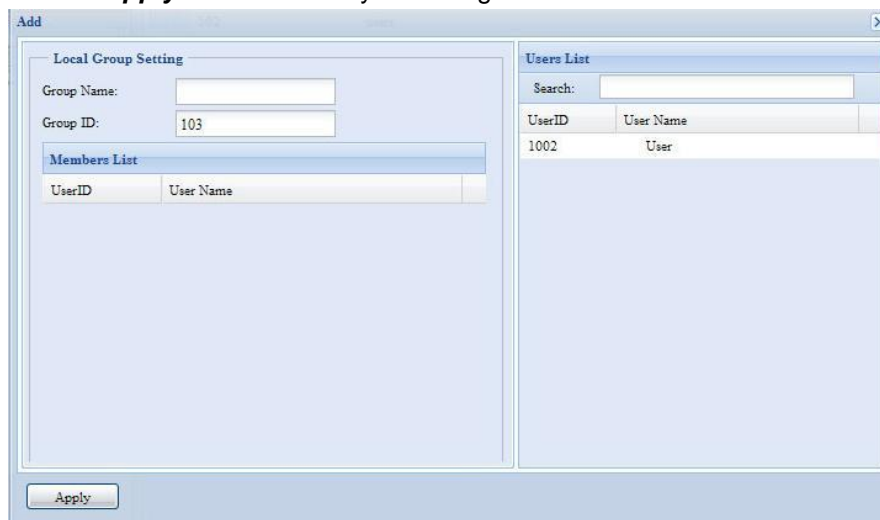 Apply
Add
Local Group Setting
Group Name:
Group ID: 103
Members List
UserID User Name
Users List
Search:
UserID User Name
1002 User
Apply